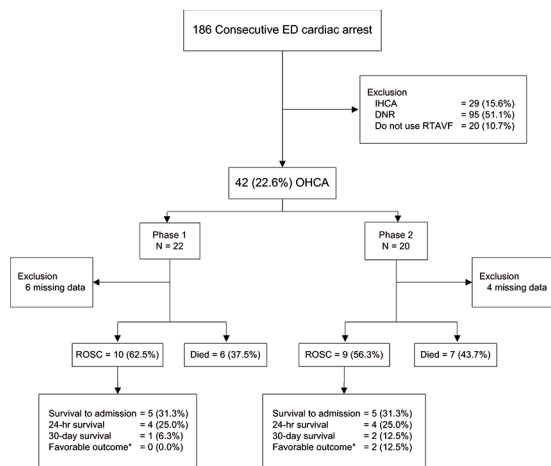 186 Consecutive ED cardiac arrest
Exclusion
IHCA = 29 (15.6%)
DNR = 95 (51.1%)
Do not use RTAVF = 20 (10.7%)
42 (22.6%) OHCA
Phase 1
N = 22
Phase 2
N = 20
Exclusion
6 missing data
Exclusion
4 missing data
ROSC = 10 (62.5%)
Died = 6 (37.5%)
ROSC = 9 (56.3%)
Died = 7 (43.7%)
Survival to admission = 5 (31.3%)
24-hr survival = 4 (25.0%)
30-day survival = 1 (6.3%)
Favorable outcome* = 0 (0.0%)
Survival to admission = 5 (31.3%)
24-hr survival = 4 (25.0%)
30-day survival = 2 (12.5%)
Favorable outcome* = 2 (12.5%)